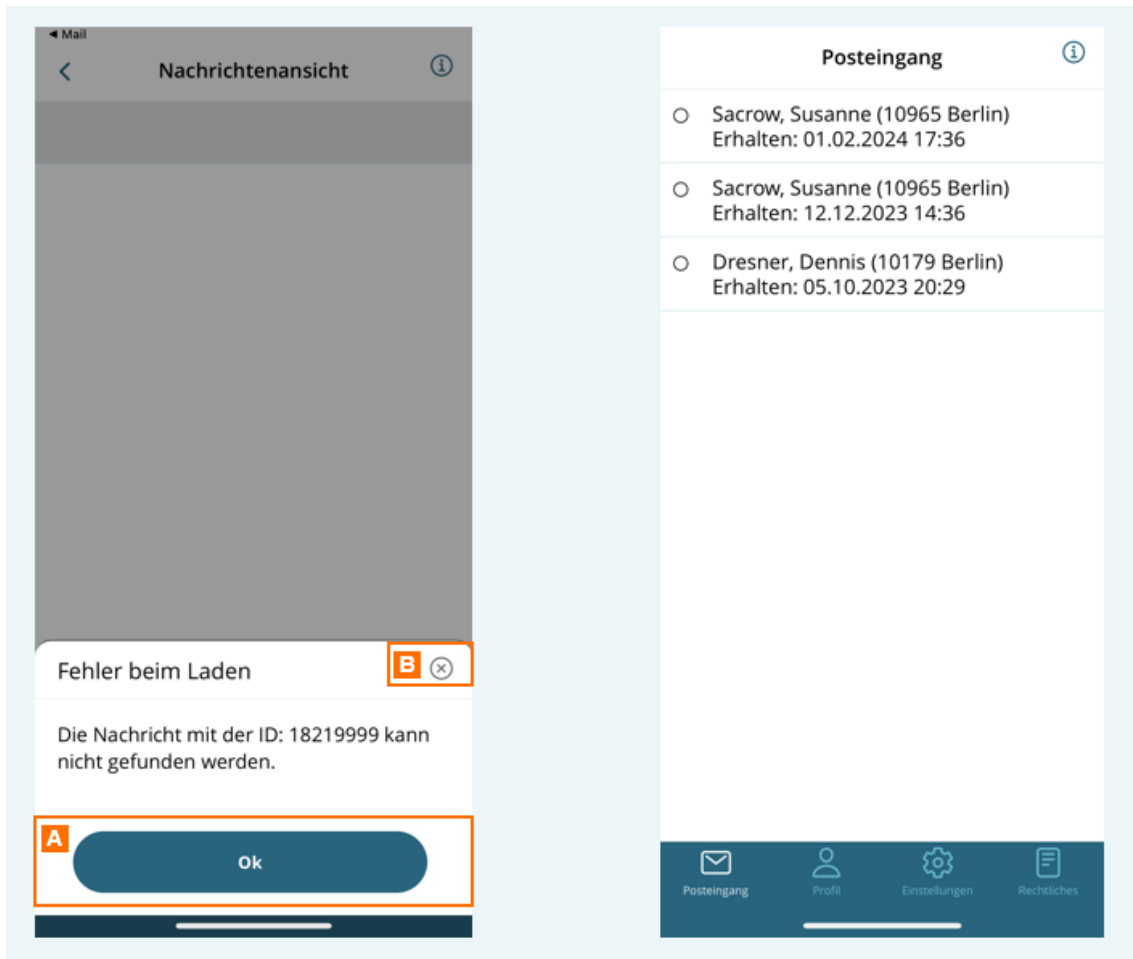 ◀ Mail
Nachrichtenansicht
Fehler beim Laden
B
Die Nachricht mit der ID: 18219999 kann
nicht gefunden werden.
A
Ok
Posteingang
Sacrow, Susanne (10965 Berlin)
Erhalten: 01.02.2024 17:36
Sacrow, Susanne (10965 Berlin)
Erhalten: 12.12.2023 14:36
Dresner, Dennis (10179 Berlin)
Erhalten: 05.10.2023 20:29
Posteingang Profil Einstellungen Rechtliches